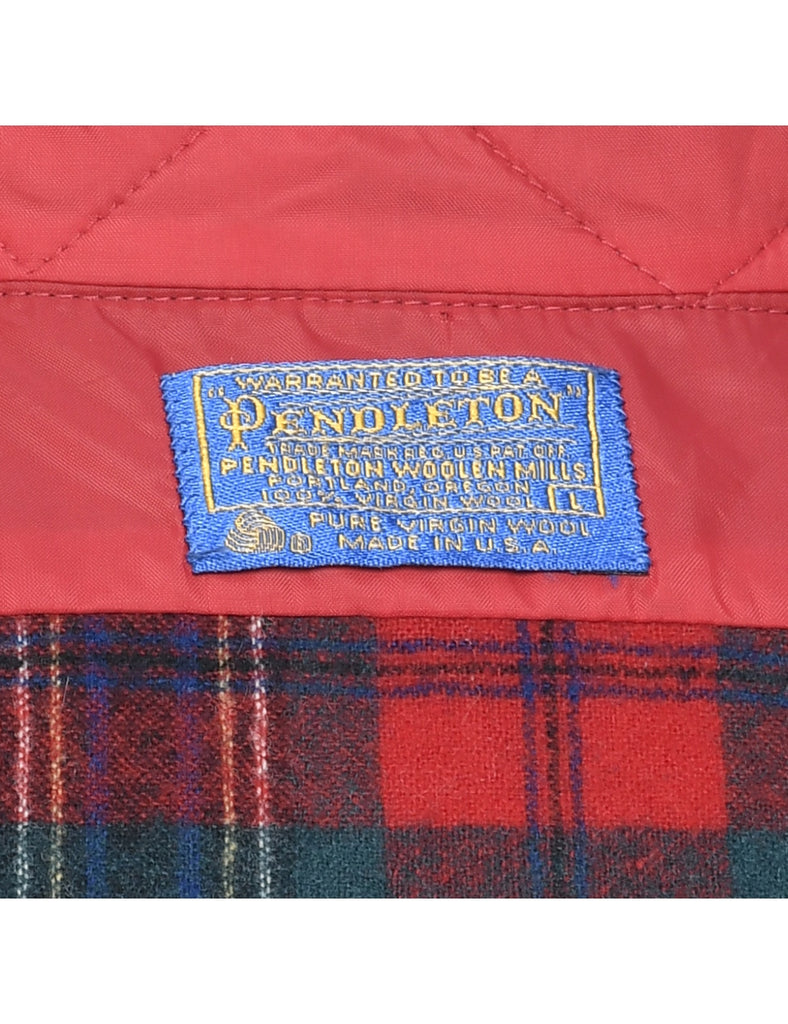 WARRANTED TO BE A
"PENDLETON"
TRADE MARK REG. U.S. PAT. OFF.
PENDLETON WOOLEN MILLS
PORTLAND, OREGON
100% VIRGIN WOOL L
PURE VIRGIN WOOL
MADE IN U.S.A.